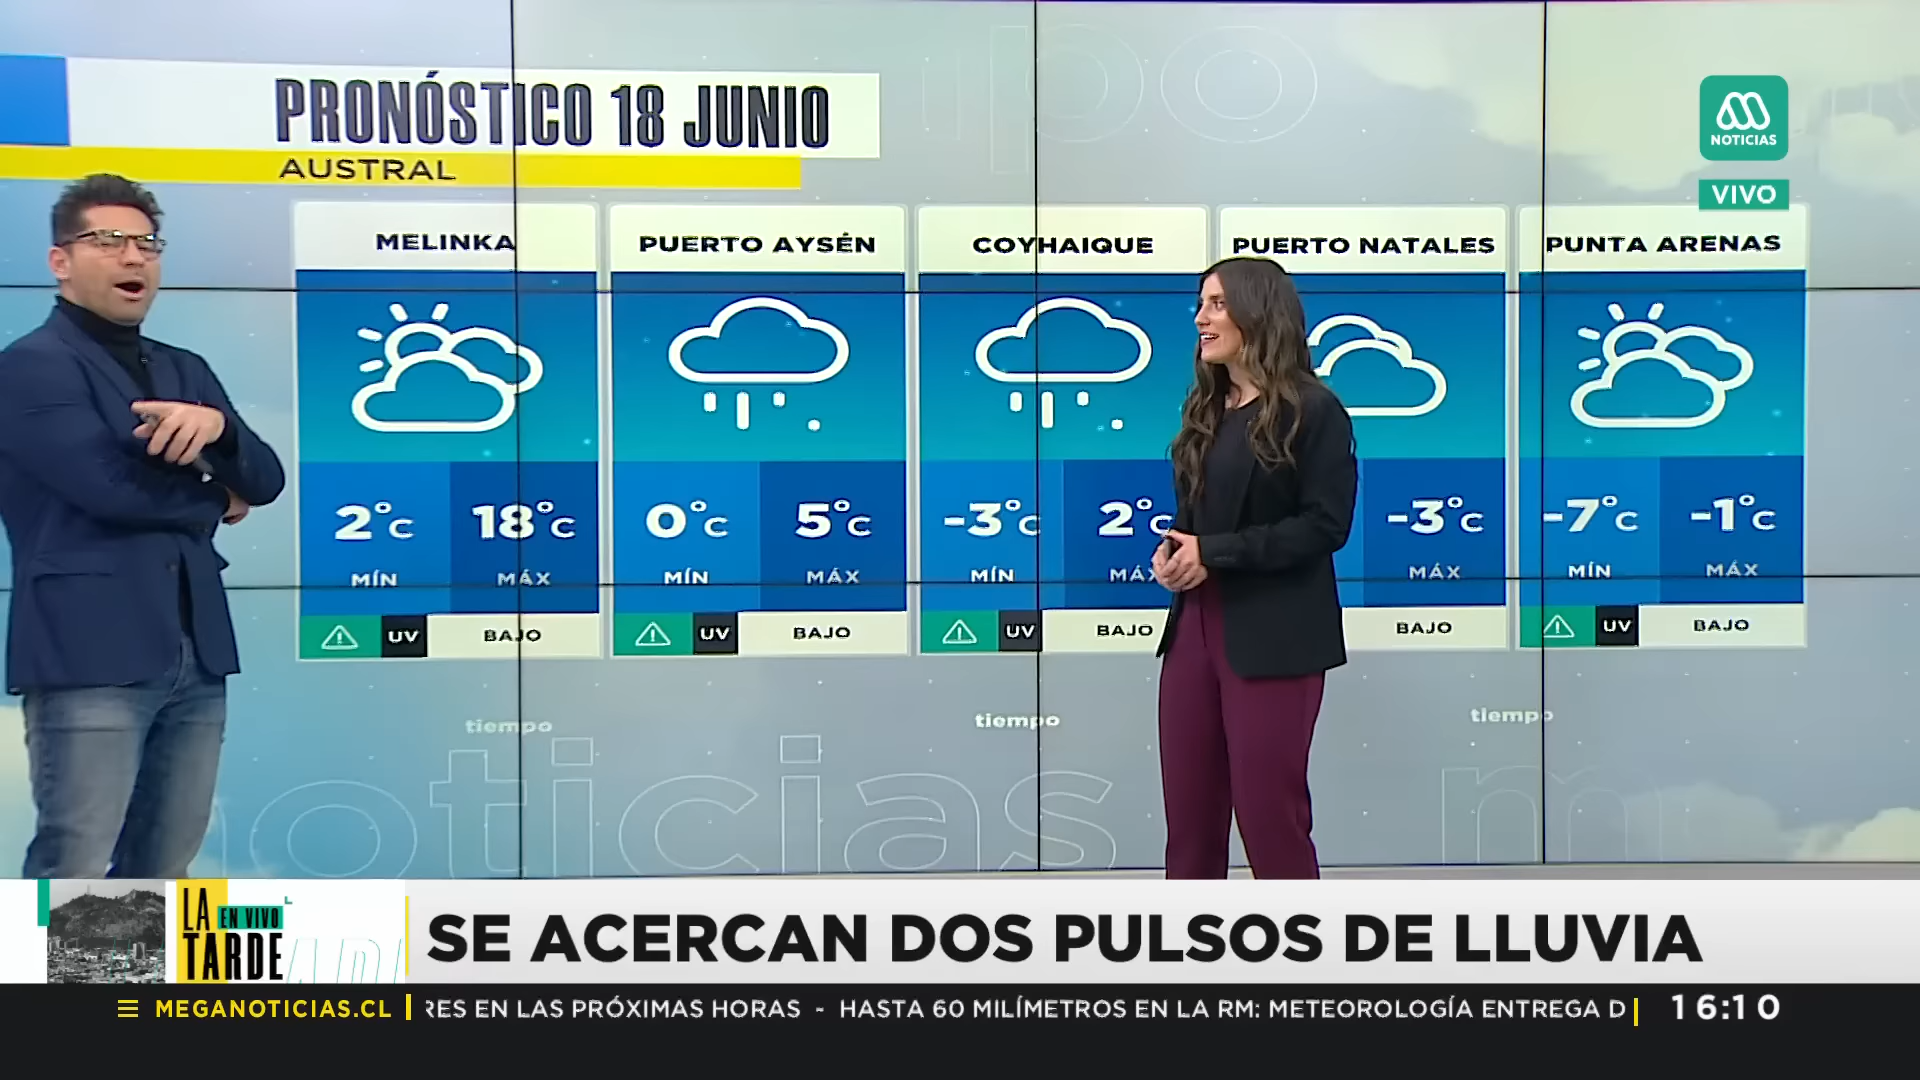 PRONÓSTICO 18 JUNIO
AUSTRAL
NOTICIAS
VIVO
MELINKA
2°C
MÍN
18°C
MÁX
UV
BAJO
PUERTO AYSÉN
0°C
MÍN
5°C
MÁX
UV
BAJO
COYHAIQUE
-3°C
MÍN
2°C
MÁX
UV
BAJO
PUERTO NATALES
-3°C
MÁX
BAJO
PUNTA ARENAS
-7°C
MÍN
-1°C
MÁX
UV
BAJO
tiempo
tiempo
tiempo
noticias
m
LA
EN VIVO
TARDE
SE ACERCAN DOS PULSOS DE LLUVIA
MEGANOTICIAS.CL
RES EN LAS PRÓXIMAS HORAS - HASTA 60 MILÍMETROS EN LA RM: METEOROLOGÍA ENTREGA D
16:10